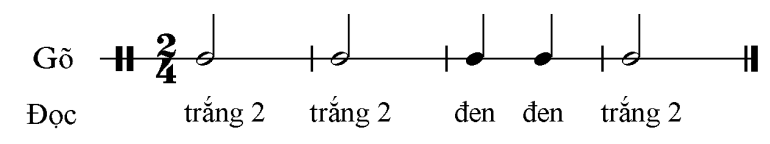 Gõ 2 4
Đọc trắng 2 trắng 2 đen đen trắng 2